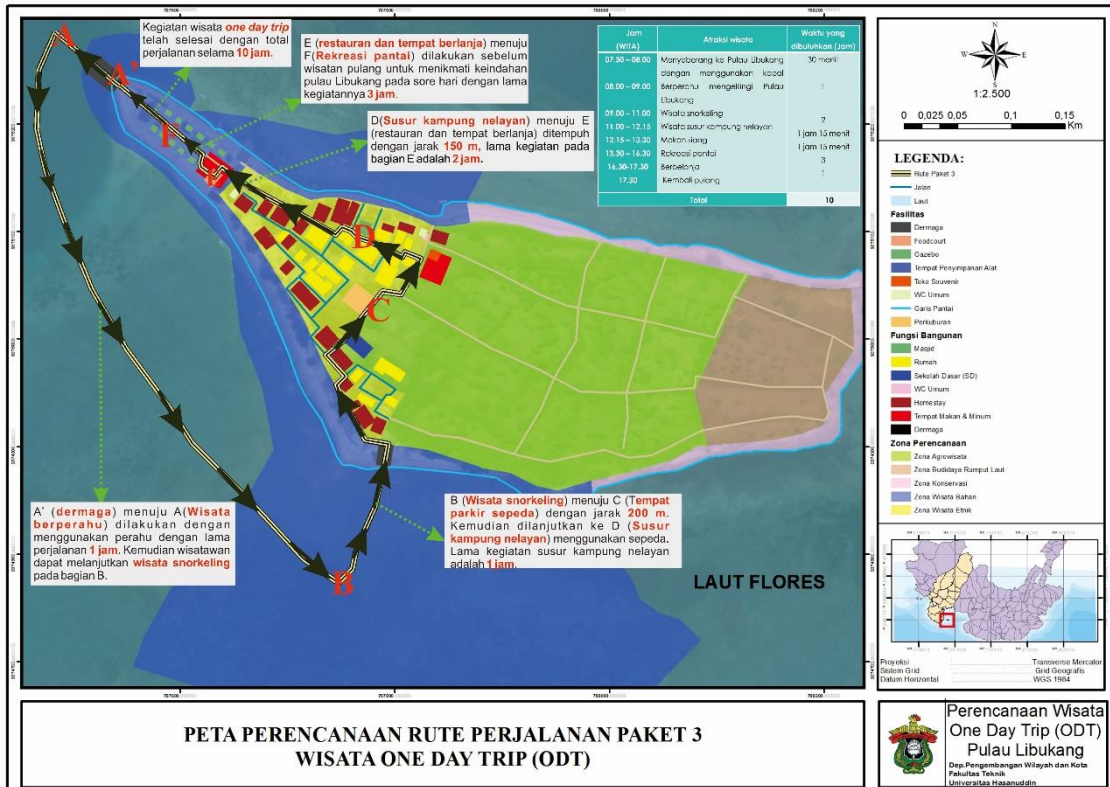 A
A'
F
E
D
C
B
Kegiatan wisata one day trip
telah selesai dengan total
perjalanan selama 10 jam.
E (restauran dan tempat berlanja) menuju
F(Rekreasi pantai) dilakukan sebelum
wisatan pulang untuk menikmati keindahan
pulau Libukang pada sore hari dengan lama
kegiatannya 3 jam.
D(Susur kampung nelayan) menuju E
(restauran dan tempat berlanja) ditempuh
dengan jarak 150 m, lama kegiatan pada
bagian E adalah 2 jam.
Jam
(WITA)
Atraksi wisata
Waktu yang
dibutuhkan (Jam)
07.30 – 08.00 Menyeberang ke Pulau Libukang 30 menit
dengan menggunakan kapal
08.00 – 09.00 Berperahu mengelilingi Pulau 1
Libukang
09.00 – 11.00 Wisata snorkeling 2
11.00 – 12.15 Wisata susur kampung nelayan 1 jam 15 menit
12.15 – 13.30 Makan siang 1 jam 15 menit
13.30 – 16.30 Rekreasi pantai 3
16.30-17.30 Berbelanja 1
17.30 Kembali pulang
Total 10
A' (dermaga) menuju A(Wisata
berperahu) dilakukan dengan
menggunakan perahu dengan lama
perjalanan 1 jam. Kemudian wisatawan
dapat melanjutkan wisata snorkeling
pada bagian B.
B (Wisata snorkeling) menuju C (Tempat
parkir sepeda) dengan jarak 200 m.
Kemudian dilanjutkan ke D (Susur
kampung nelayan) menggunakan sepeda.
Lama kegiatan susur kampung nelayan
adalah 1 jam.
LAUT FLORES
N
W E
S
1:2.500
0 0,025 0,05 0,1 0,15
Km
LEGENDA:
Rute Paket 3
Jalan
Laut
Fasilitas
Dermaga
Foodcourt
Gazebo
Tempat Penyimpanan Alat
Toko Souvenir
WC Umum
Garis Pantai
Perkuburan
Fungsi Bangunan
Masjid
Rumah
Sekolah Dasar (SD)
WC Umum
Homestay
Tempat Makan & Minum
Dermaga
Zona Perencanaan
Zona Agrowisata
Zona Budidaya Rumput Laut
Zona Konservasi
Zona Wisata Bahari
Zona Wisata Etnik
Proyeksi Transverse Mercator
Sistem Grid Grid Geografis
Datum Horizontal WGS 1984
PETA PERENCANAAN RUTE PERJALANAN PAKET 3
WISATA ONE DAY TRIP (ODT)
Perencanaan Wisata
One Day Trip (ODT)
Pulau Libukang
Dep.Pengembangan Wilayah dan Kota
Fakultas Teknik
Universitas Hasanuddin